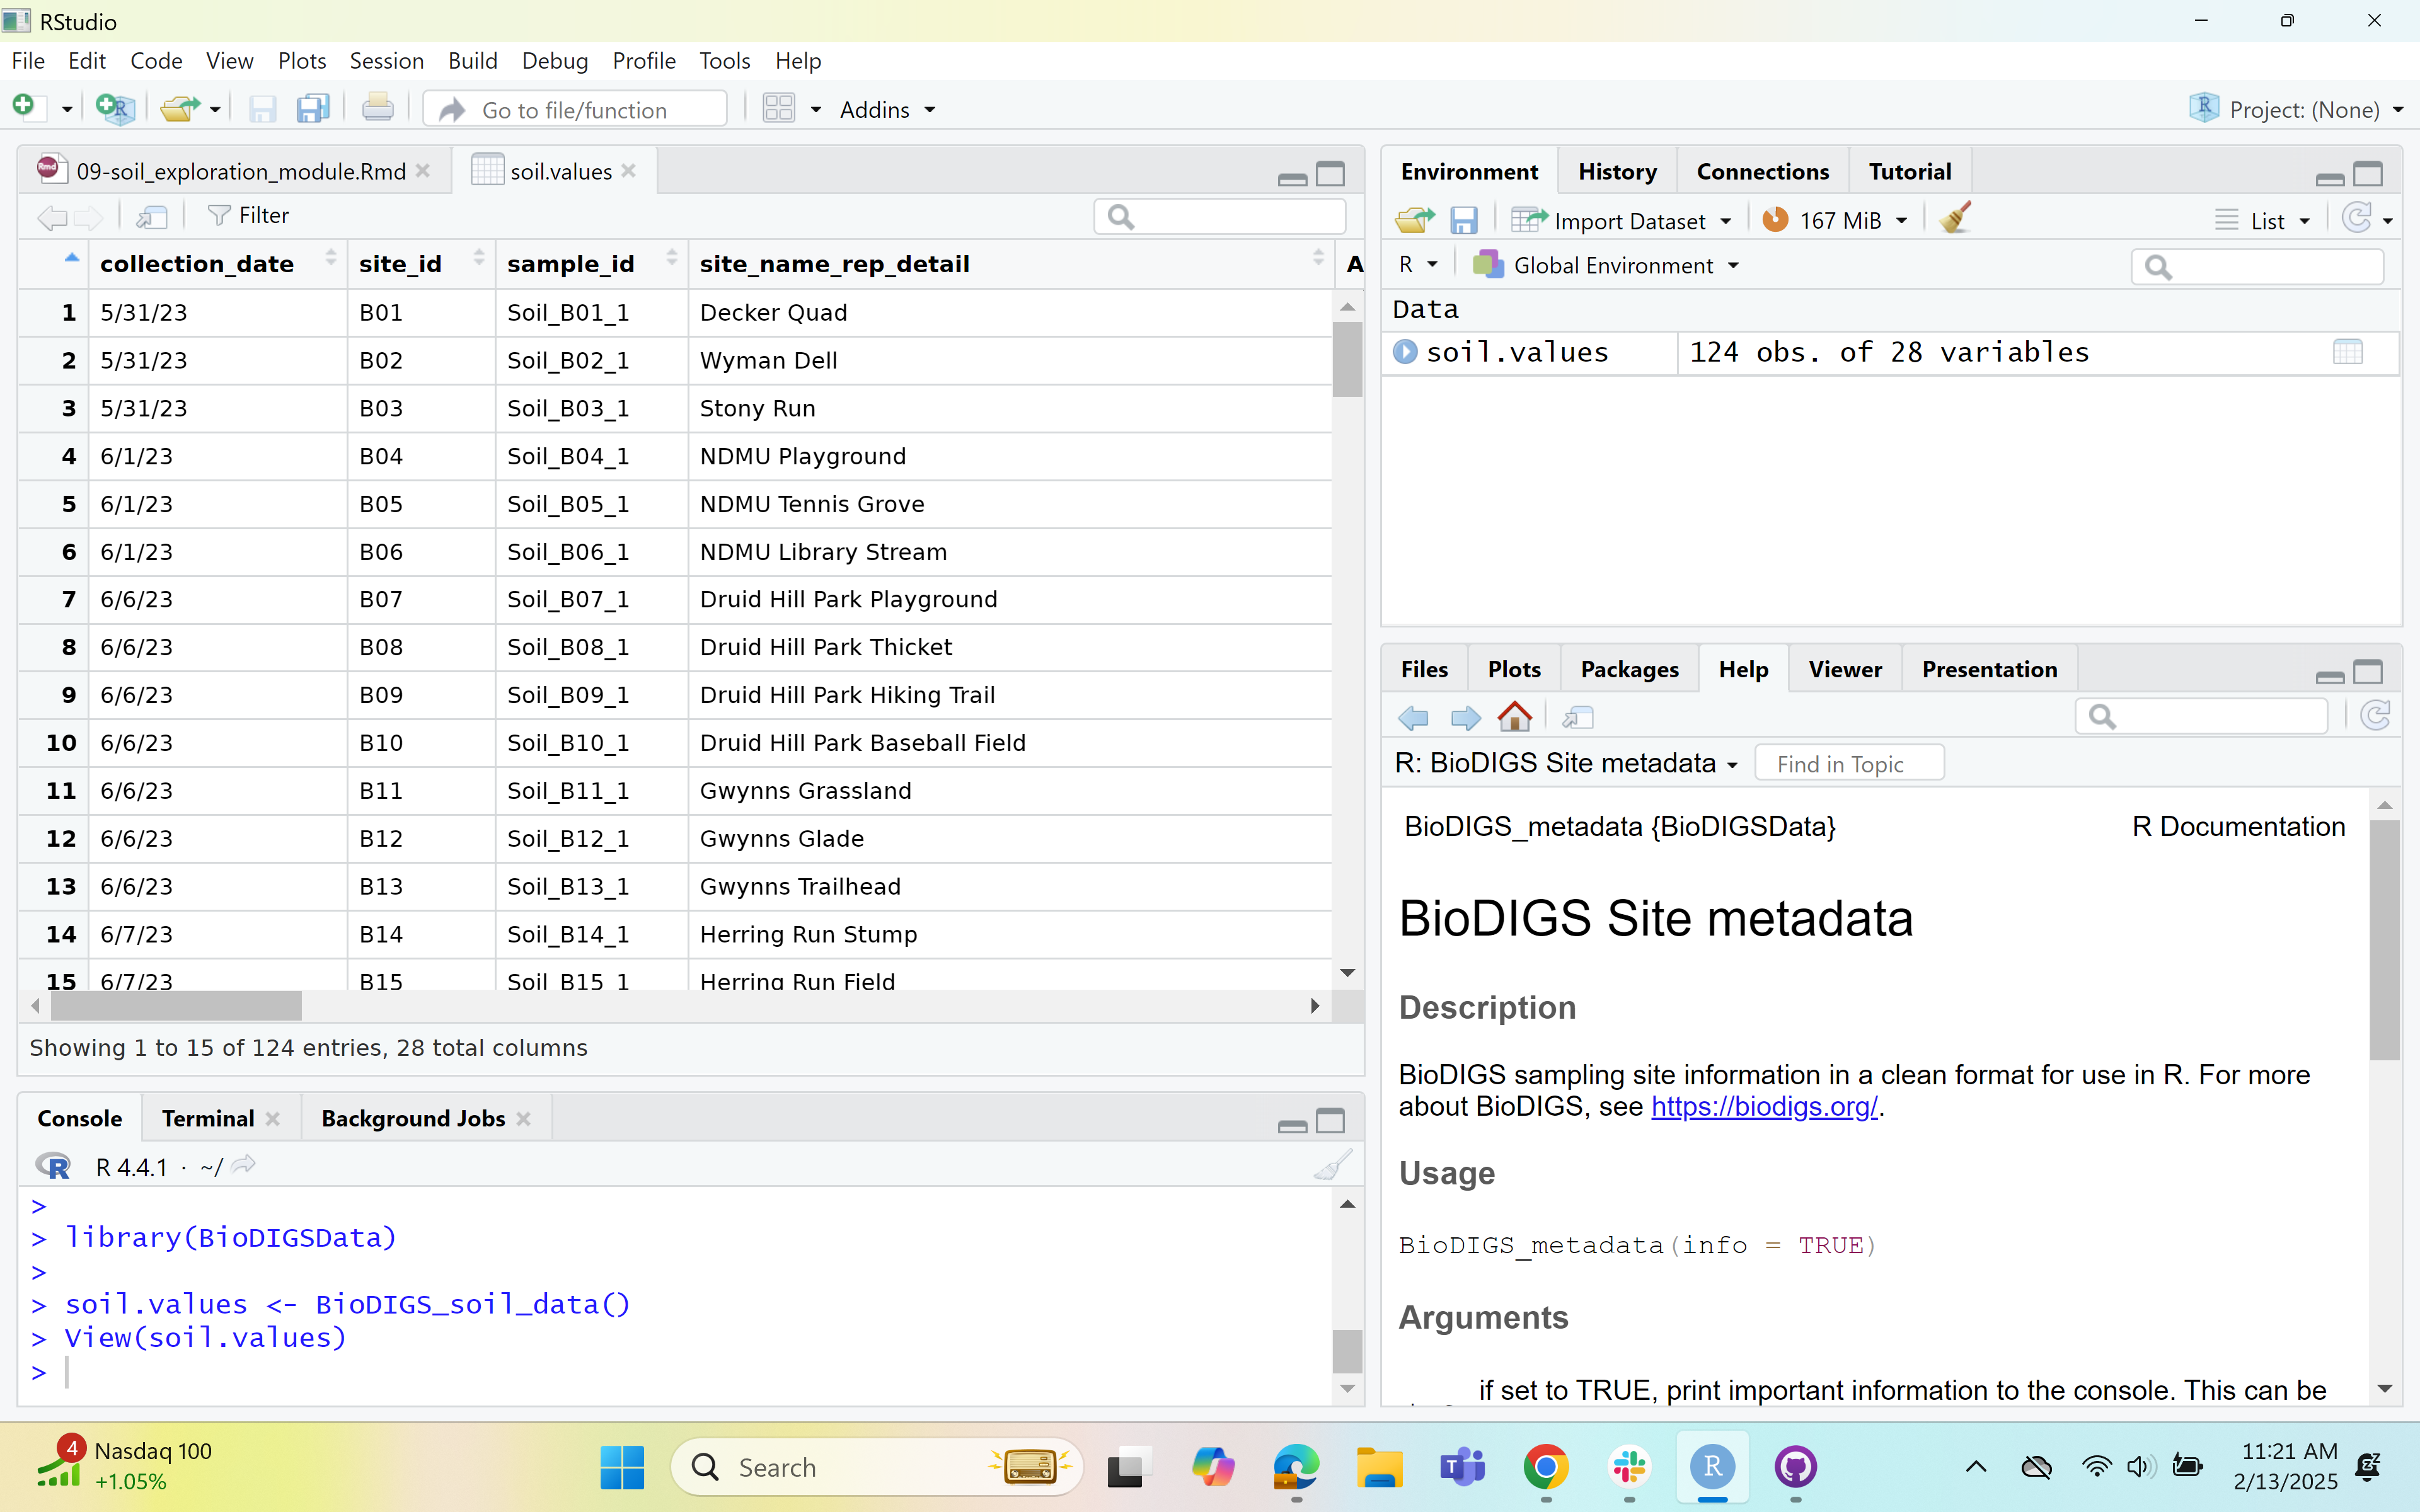 RStudio
File Edit Code View Plots Session Build Debug Profile Tools Help
Go to file/function Addins Project: (None)
09-soil_exploration_module.Rmd soil.values
Filter
collection_date site_id sample_id site_name_rep_detail A
1 5/31/23 B01 Soil_B01_1 Decker Quad
2 5/31/23 B02 Soil_B02_1 Wyman Dell
3 5/31/23 B03 Soil_B03_1 Stony Run
4 6/1/23 B04 Soil_B04_1 NDMU Playground
5 6/1/23 B05 Soil_B05_1 NDMU Tennis Grove
6 6/1/23 B06 Soil_B06_1 NDMU Library Stream
7 6/6/23 B07 Soil_B07_1 Druid Hill Park Playground
8 6/6/23 B08 Soil_B08_1 Druid Hill Park Thicket
9 6/6/23 B09 Soil_B09_1 Druid Hill Park Hiking Trail
10 6/6/23 B10 Soil_B10_1 Druid Hill Park Baseball Field
11 6/6/23 B11 Soil_B11_1 Gwynns Grassland
12 6/6/23 B12 Soil_B12_1 Gwynns Glade
13 6/6/23 B13 Soil_B13_1 Gwynns Trailhead
14 6/7/23 B14 Soil_B14_1 Herring Run Stump
15 6/7/23 B15 Soil_B15_1 Herring Run Field
Showing 1 to 15 of 124 entries, 28 total columns
Console Terminal Background Jobs
R 4.4.1 · ~/
>
> library(BioDIGSData)
>
> soil.values <- BioDIGS_soil_data()
> View(soil.values)
>
Environment History Connections Tutorial
Import Dataset 167 MiB List
R Global Environment
Data
soil.values 124 obs. of 28 variables
Files Plots Packages Help Viewer Presentation
R: BioDIGS Site metadata Find in Topic
BioDIGS_metadata {BioDIGSData} R Documentation
BioDIGS Site metadata
Description
BioDIGS sampling site information in a clean format for use in R. For more
about BioDIGS, see https://biodigs.org/.
Usage
BioDIGS_metadata(info = TRUE)
Arguments
if set to TRUE, print important information to the console. This can be
4 Nasdaq 100
+1.05%
Search
11:21 AM
2/13/2025